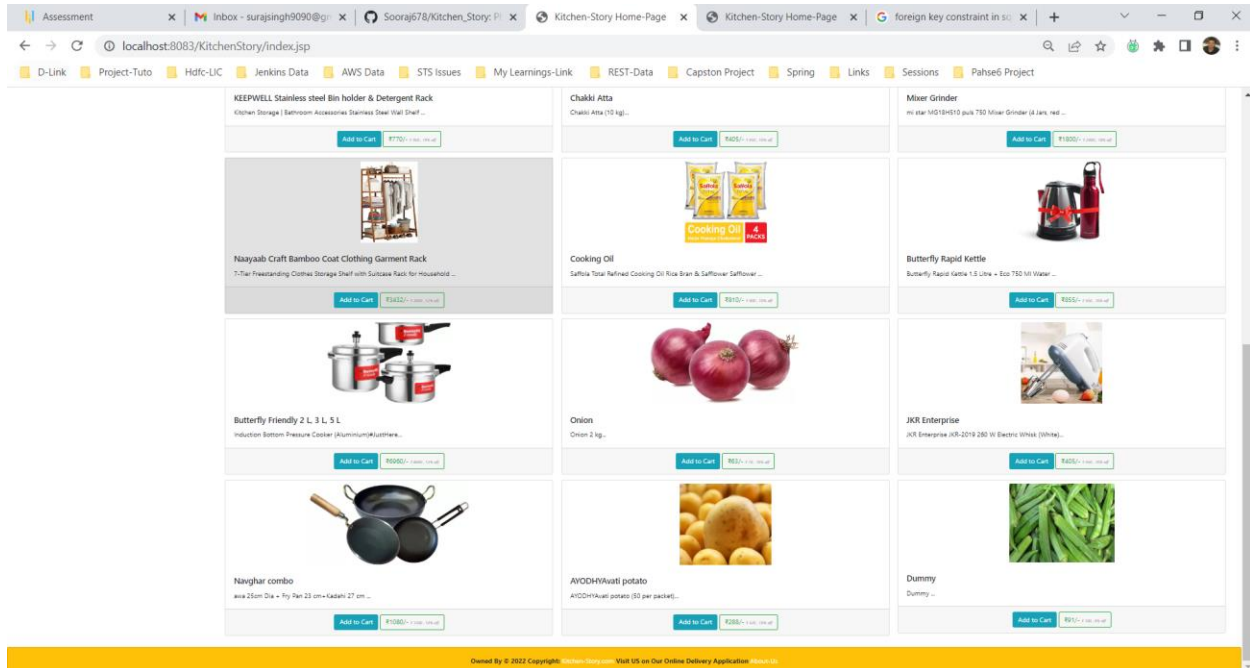 Assessment
Inbox - surajsingh9090@gm
Sooraj678/Kitchen_Story: Ph
Kitchen-Story Home-Page
Kitchen-Story Home-Page
foreign key constraint in sq
localhost:8083/KitchenStory/index.jsp
D-Link
Project-Tuto
Hdfc-LIC
Jenkins Data
AWS Data
STS Issues
My Learnings-Link
REST-Data
Capston Project
Spring
Links
Sessions
Pahse6 Project
KEEPWELL Stainless steel Bin holder & Detergent Rack
Kitchen Storage | Bathroom Accessories Stainless Steel Wall Shelf ...
Add to Cart ₹770/-
Chakki Atta
Chakki Atta (10 kg)...
Add to Cart ₹405/-
Mixer Grinder
mi star MG18H510 puls 750 Mixer Grinder (4 Jars, red ...
Add to Cart ₹1800/-
Naayaab Craft Bamboo Coat Clothing Garment Rack
7-Tier Freestanding Clothes Storage Shelf with Suitcase Rack for Household ...
Add to Cart ₹3432/-
Saffola
Cooking Oil
4
PACKS
Cooking Oil
Saffola Total Refined Cooking Oil Rice Bran & Safflower Safflower ...
Add to Cart ₹810/-
Butterfly Rapid Kettle
Butterfly Rapid Kettle 1.5 Litre + Eco 750 Ml Water ...
Add to Cart ₹855/-
Butterfly Friendly 2 L, 3 L, 5 L
Induction Bottom Pressure Cooker (Aluminium)#JustHere...
Add to Cart
Onion
Onion 2 kg...
Add to Cart ₹63/-
JKR Enterprise
JKR Enterprise JKR-2019 260 W Electric Whisk (White)...
Add to Cart ₹405/-
Navghar combo
awa 25cm Dia + Fry Pan 23 cm+Kadahi 27 cm ...
Add to Cart ₹1080/-
AYODHYAvati potato
AYODHYAvati potato (50 per packet)...
Add to Cart ₹288/-
Dummy
Dummy ...
Add to Cart ₹91/-
Owned By © 2022 Copyright: Kitchen-Story.com Visit US on Our Online Delivery Application About-Us